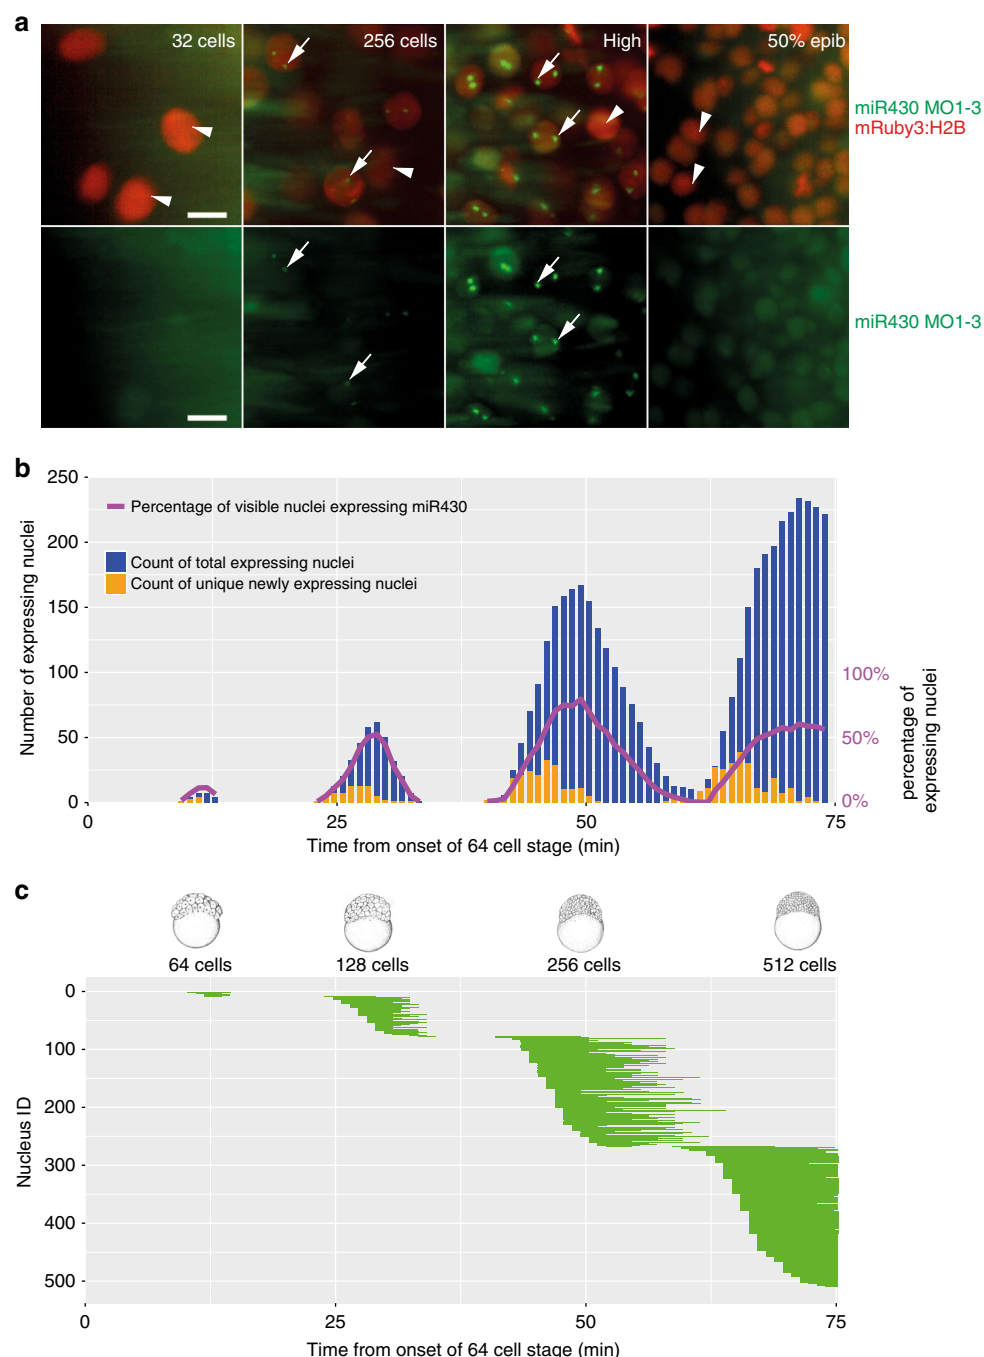 a
32 cells
256 cells
High
50% epib
miR430 MO1-3
mRuby3:H2B
miR430 MO1-3
b
250
200
150
100
50
0
Number of expressing nuclei
Percentage of visible nuclei expressing miR430
Count of total expressing nuclei
Count of unique newly expressing nuclei
100%
50%
0%
percentage of
expressing nuclei
0
25
50
75
Time from onset of 64 cell stage (min)
c
64 cells
128 cells
256 cells
512 cells
0
100
200
300
400
500
Nucleus ID
0
25
50
75
Time from onset of 64 cell stage (min)